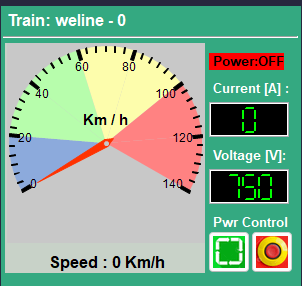 Train: weline - 0
Power:OFF
Current [A] :
0
Voltage [V]:
750
Pwr Control
0
20
40
60
80
100
120
140
Km / h
Speed : 0 Km/h